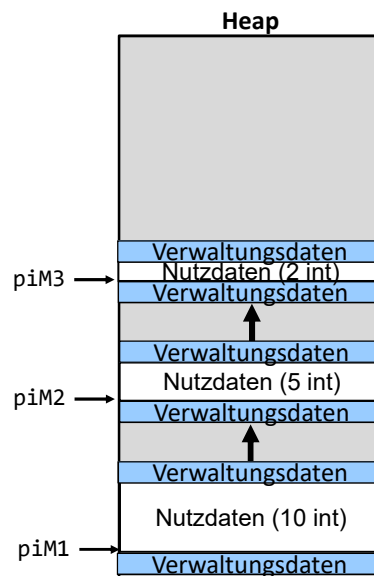 Heap
Verwaltungsdaten
Nutzdaten (2 int)
piM3
Verwaltungsdaten
Verwaltungsdaten
Nutzdaten (5 int)
piM2
Verwaltungsdaten
Verwaltungsdaten
Nutzdaten (10 int)
piM1
Verwaltungsdaten